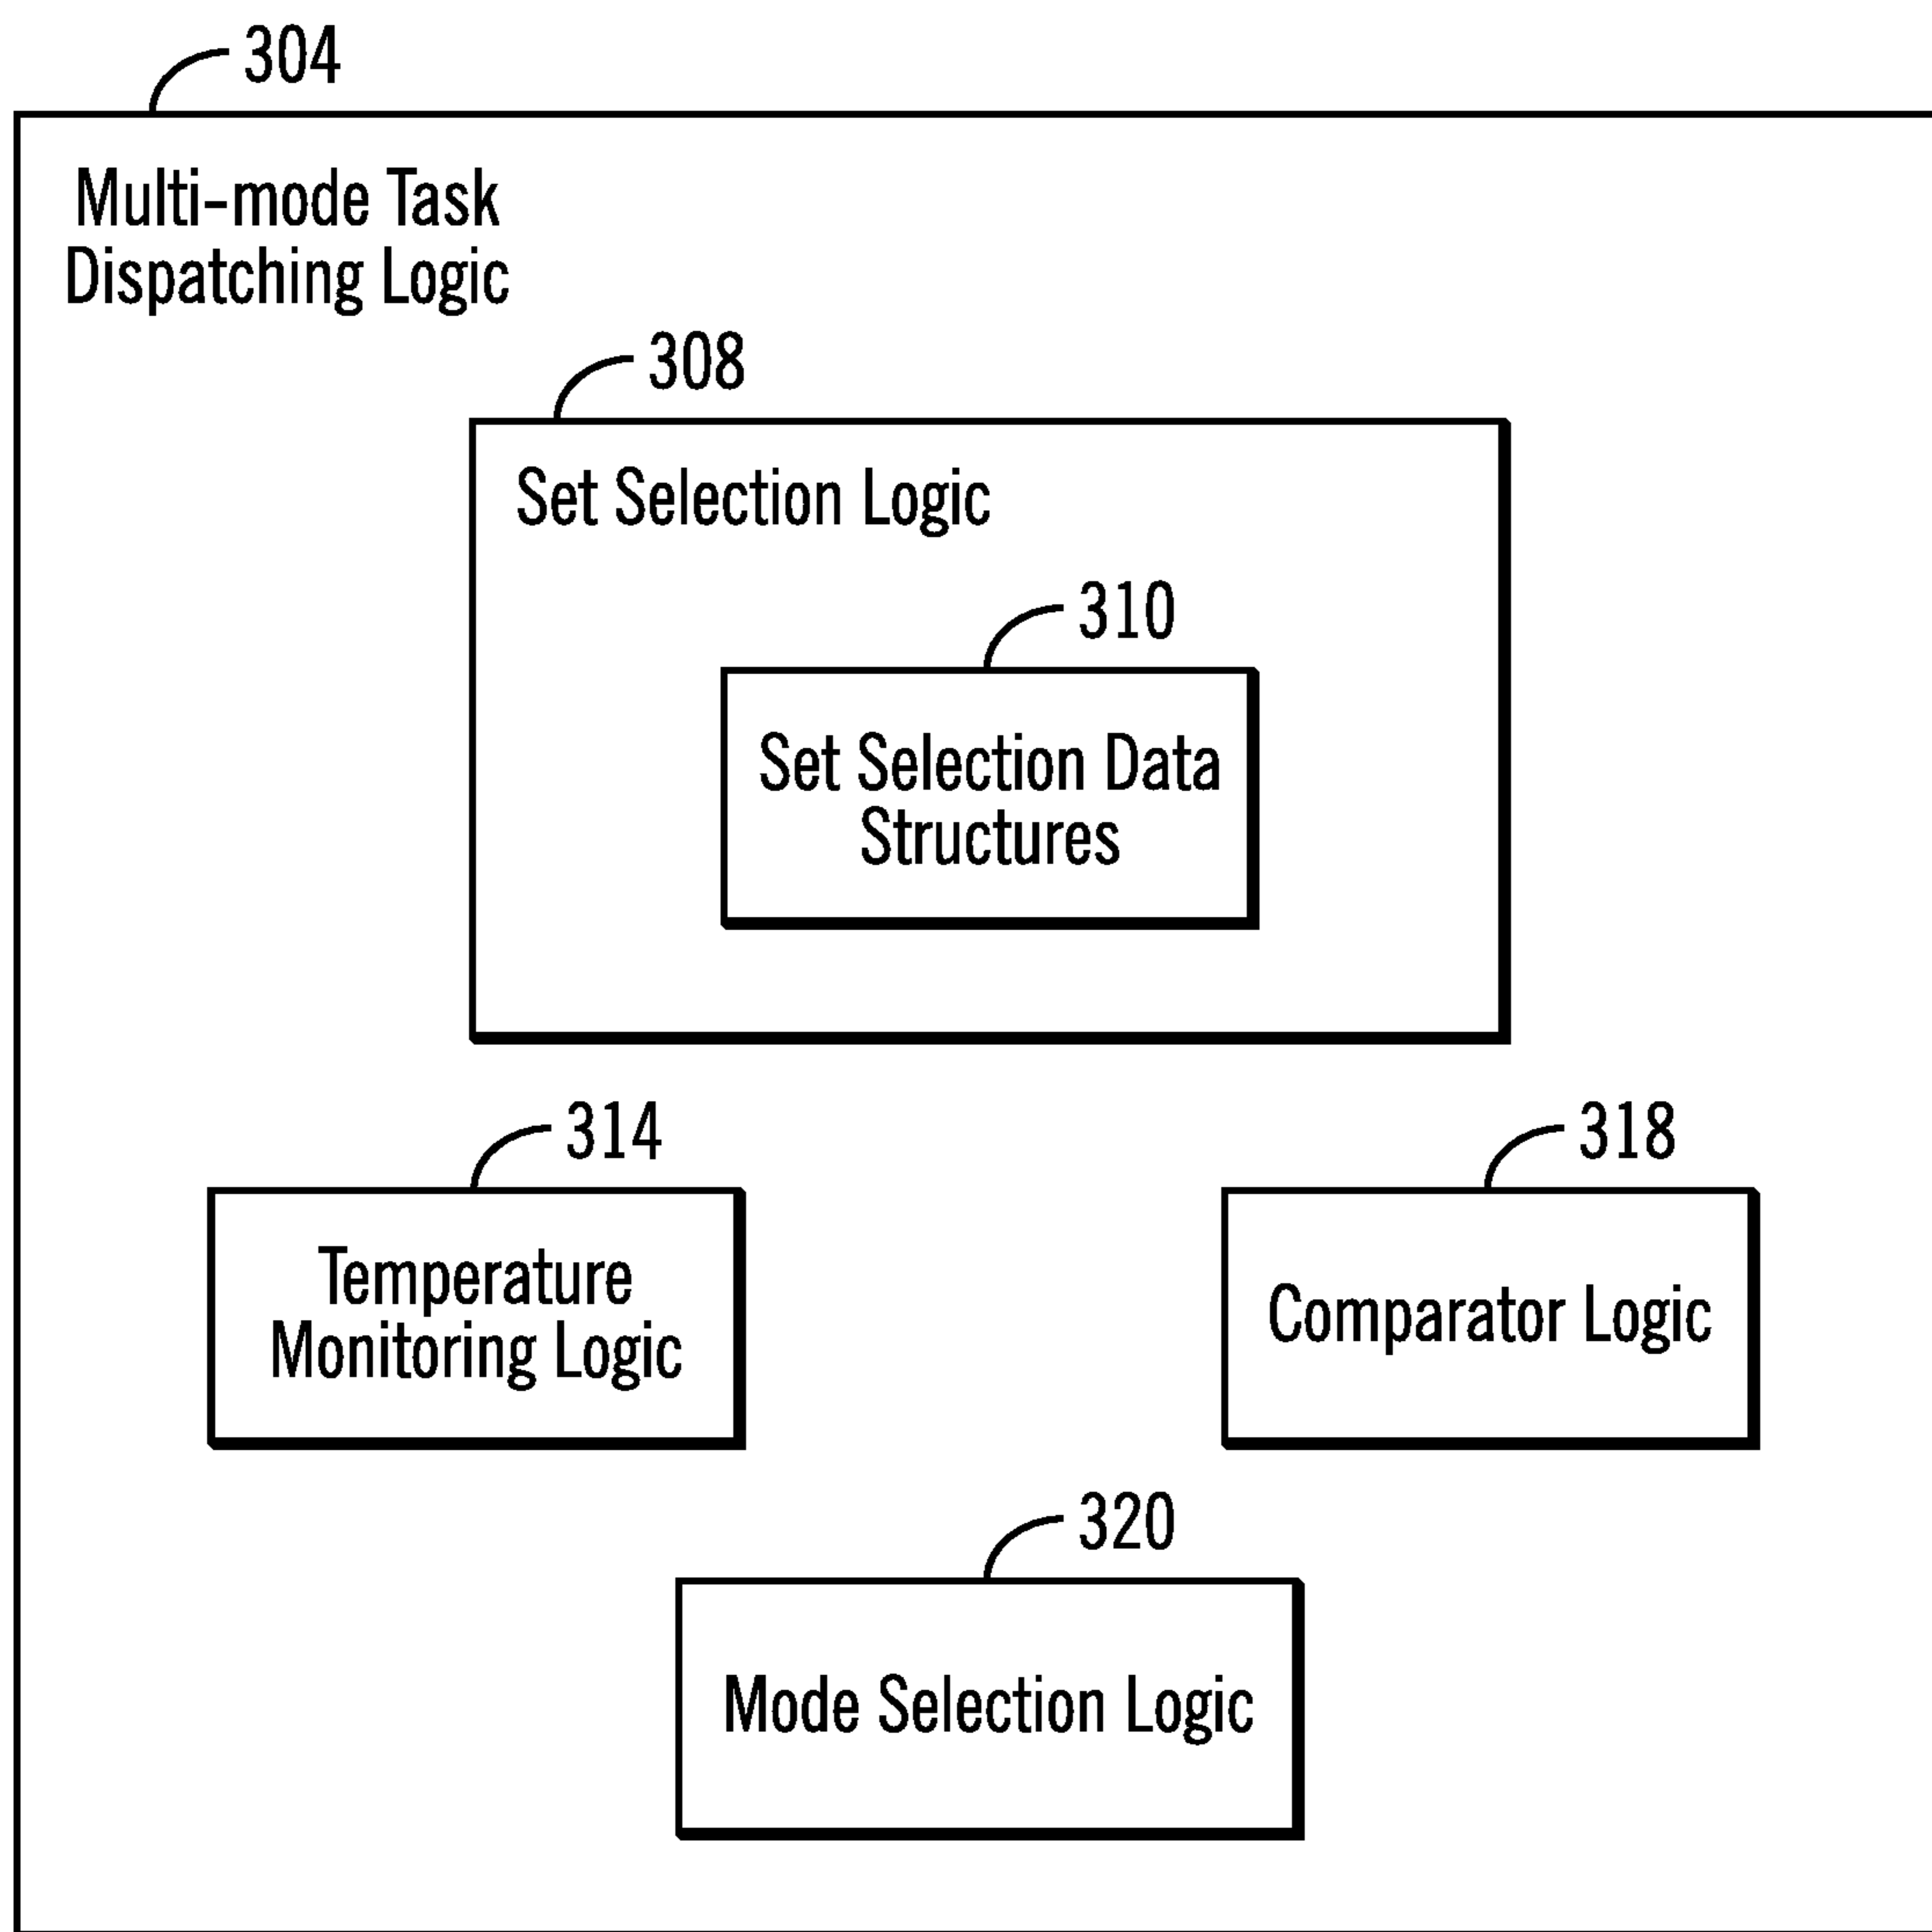 304
Multi-mode Task
Dispatching Logic
308
Set Selection Logic
310
Set Selection Data
Structures
314
Temperature
Monitoring Logic
318
Comparator Logic
320
Mode Selection Logic